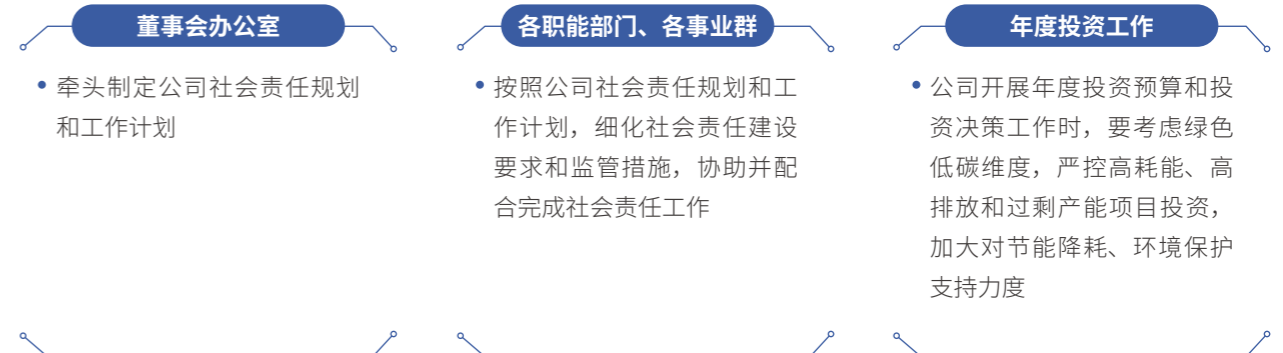 董事会办公室
• 牵头制定公司社会责任规划
和工作计划
各职能部门、各事业群
• 按照公司社会责任规划和工
作计划，细化社会责任建设
要求和监管措施，协助并配
合完成社会责任工作
年度投资工作
• 公司开展年度投资预算和投
资决策工作时，要考虑绿色
低碳维度，严控高耗能、高
排放和过剩产能项目投资，
加大对节能降耗、环境保护
支持力度